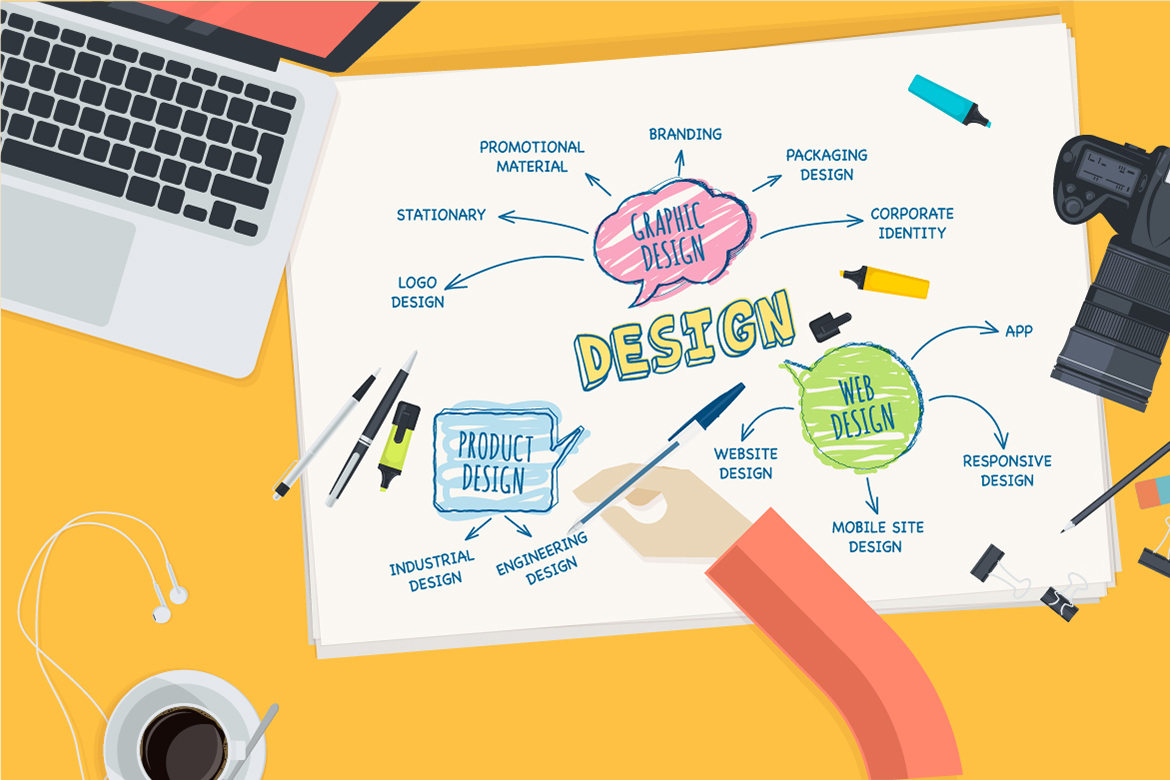 BRANDING
PROMOTIONAL
MATERIAL
PACKAGING
DESIGN
STATIONARY
GRAPHIC
DESIGN
CORPORATE
IDENTITY
LOGO
DESIGN
DESIGN
APP
WEB
DESIGN
WEBSITE
DESIGN
RESPONSIVE
DESIGN
MOBILE SITE
DESIGN
PRODUCT
DESIGN
INDUSTRIAL
DESIGN
ENGINEERING
DESIGN